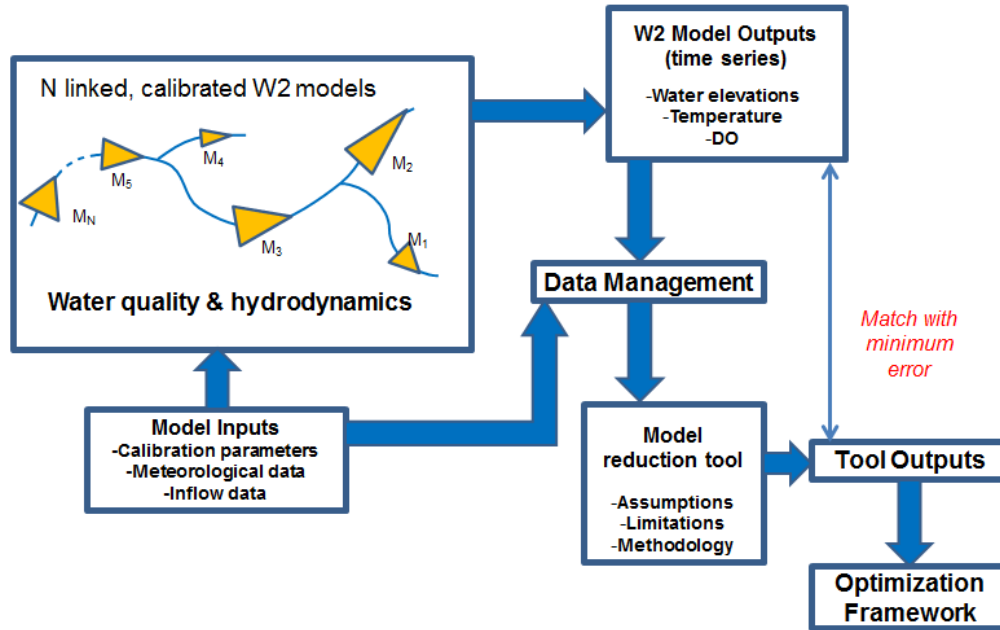 W2 Model Outputs
(time series)
-Water elevations
-Temperature
-DO
N linked, calibrated W2 models
M4
M5
M2
MN
M3
M1
Water quality & hydrodynamics
Data Management
Match with
minimum
error
Model Inputs
-Calibration parameters
-Meteorological data
-Inflow data
Model
reduction tool
-Assumptions
-Limitations
-Methodology
Tool Outputs
Optimization
Framework